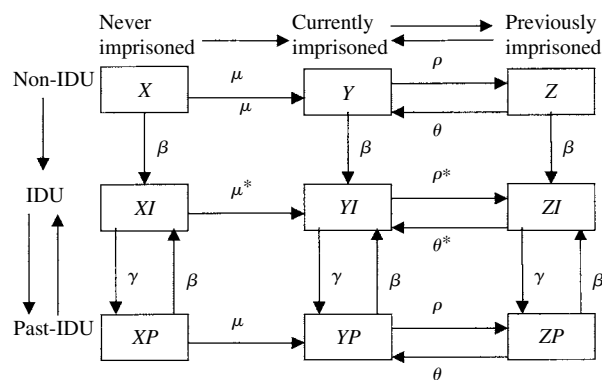 Never imprisoned
Currently imprisoned
Previously imprisoned
Non-IDU
X
μ
μ
Y
ρ
θ
Z
β
β
β
IDU
XI
μ*
YI
ρ*
θ*
ZI
γ
β
γ
β
γ
β
Past-IDU
XP
μ
YP
ρ
θ
ZP